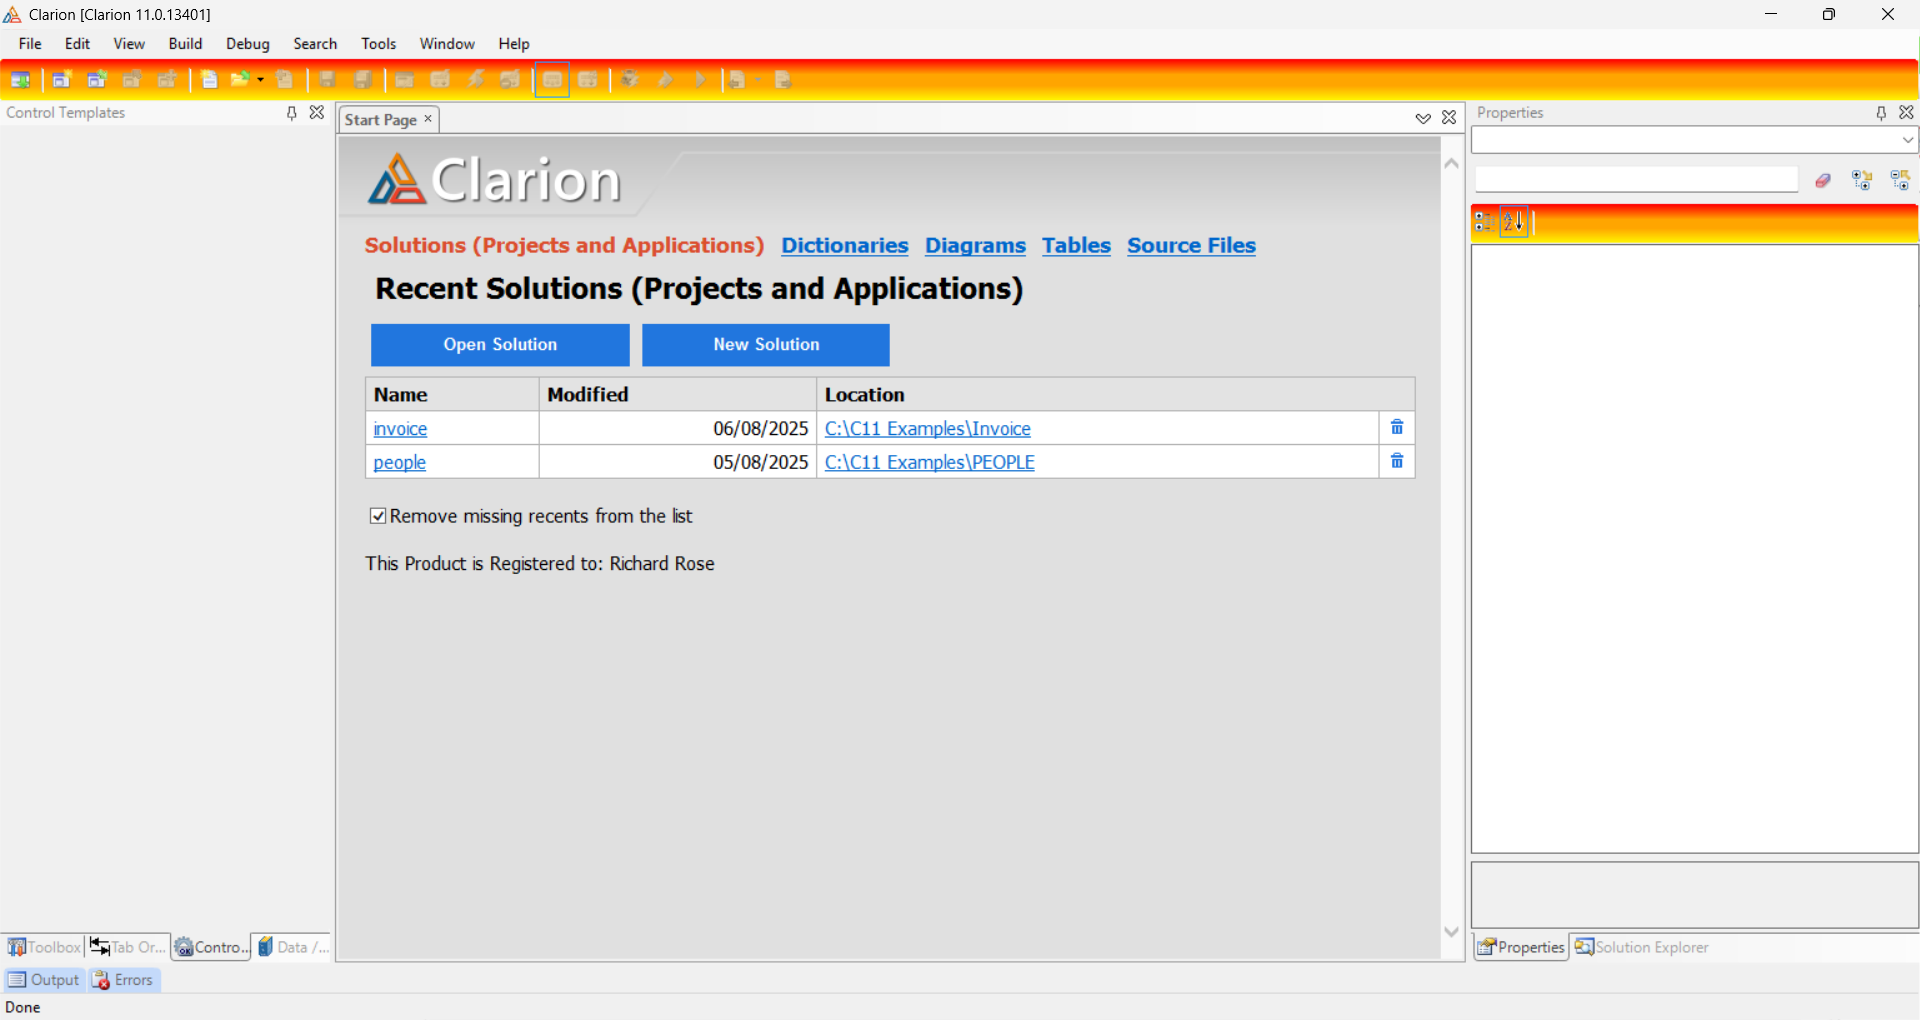 Clarion [Clarion 11.0.13401]
File Edit View Build Debug Search Tools Window Help
Control Templates
Start Page
Properties
Clarion
Solutions (Projects and Applications) Dictionaries Diagrams Tables Source Files
Recent Solutions (Projects and Applications)
Open Solution New Solution
Name Modified Location
invoice 06/08/2025 C:\C11 Examples\Invoice
people 05/08/2025 C:\C11 Examples\PEOPLE
Remove missing recents from the list
This Product is Registered to: Richard Rose
Toolbox Tab Or... Contro... Data /...
Properties Solution Explorer
Output Errors
Done